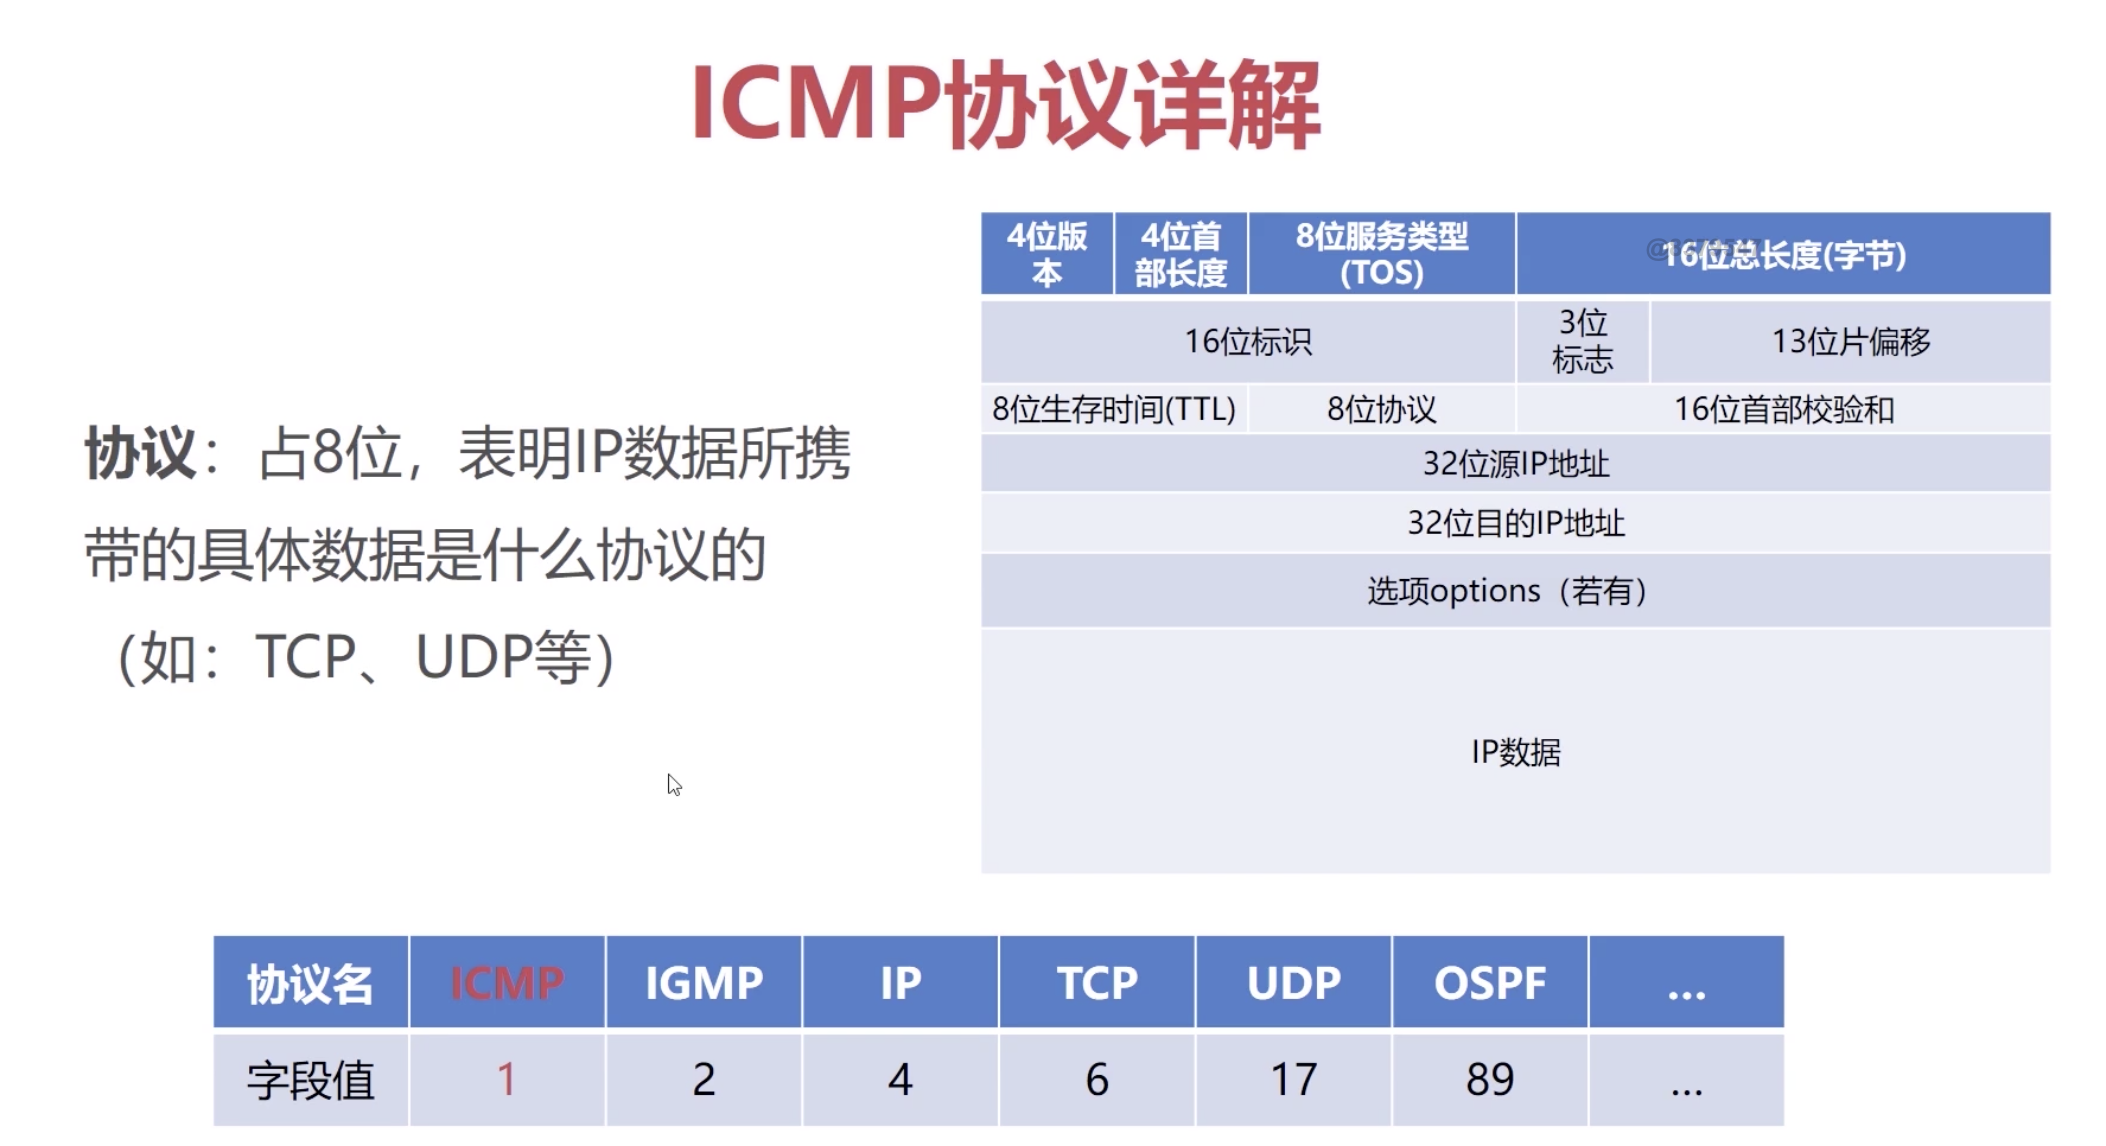 ICMP协议详解
协议：占8位，表明IP数据所携
带的具体数据是什么协议的
（如：TCP、UDP等）
4位版
本
4位首
部长度
8位服务类型
(TOS)
16位总长度(字节)
16位标识
3位
标志
13位片偏移
8位生存时间(TTL)
8位协议
16位首部校验和
32位源IP地址
32位目的IP地址
选项options（若有）
IP数据
协议名 ICMP IGMP IP TCP UDP OSPF ...
字段值 1 2 4 6 17 89 ...